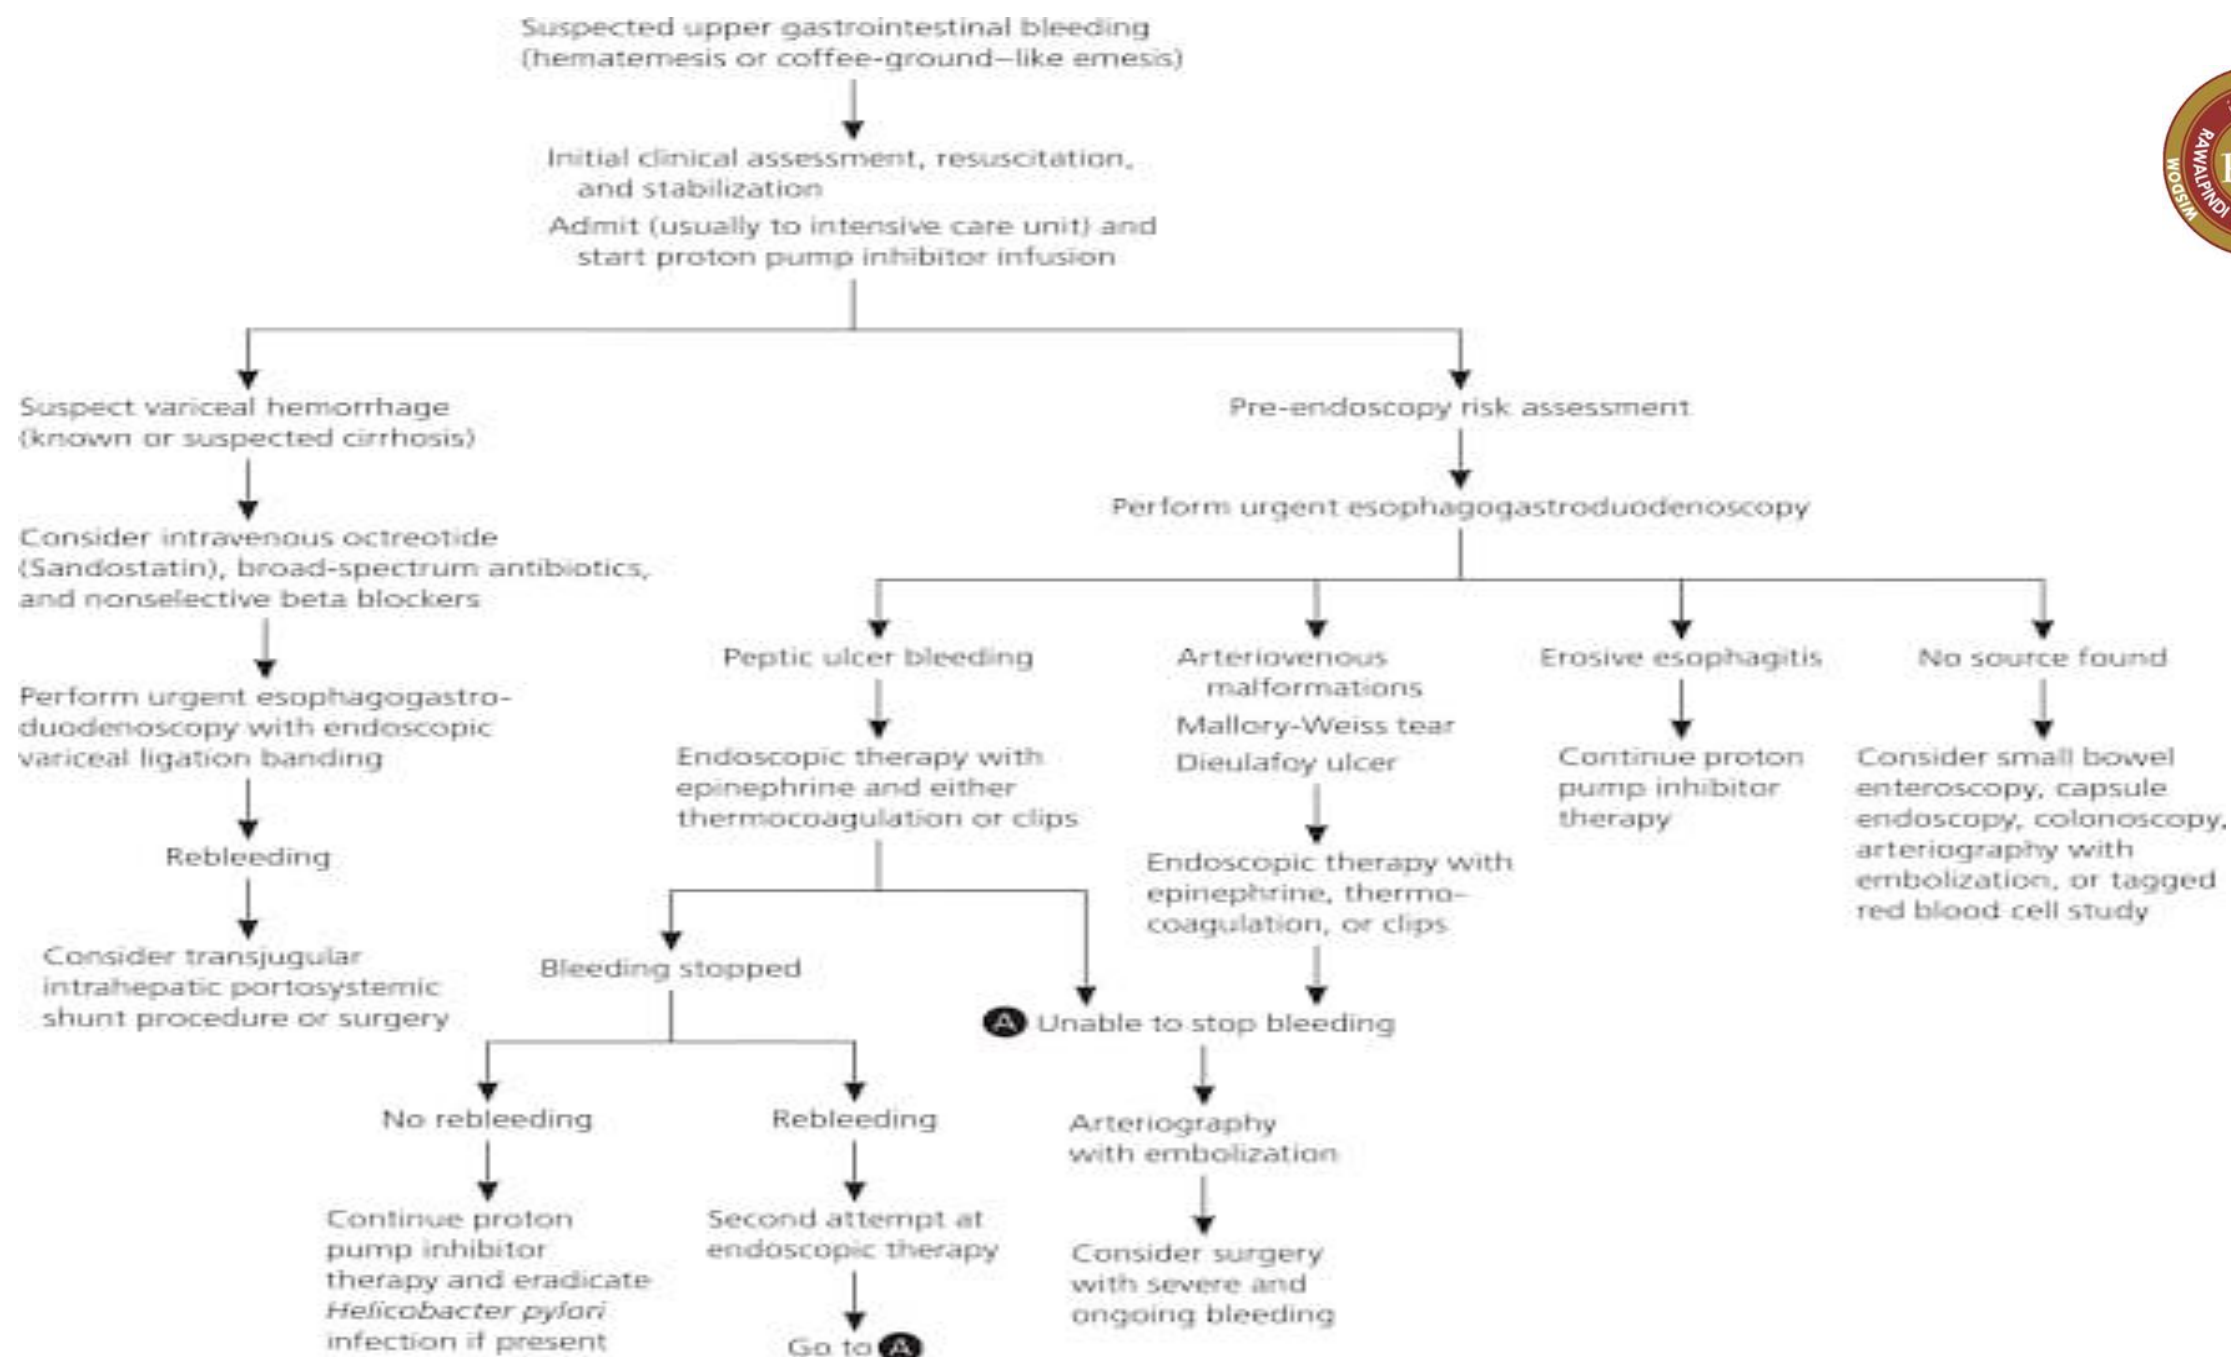 Suspected upper gastrointestinal bleeding
(hematemesis or coffee-ground–like emesis)
Initial clinical assessment, resuscitation,
and stabilization
Admit (usually to intensive care unit) and
start proton pump inhibitor infusion
Suspect variceal hemorrhage
(known or suspected cirrhosis)
Consider intravenous octreotide
(Sandostatin), broad-spectrum antibiotics,
and nonselective beta blockers
Perform urgent esophagogastro-
duodenoscopy with endoscopic
variceal ligation banding
Rebleeding
Consider transjugular
intrahepatic portosystemic
shunt procedure or surgery
Pre-endoscopy risk assessment
Perform urgent esophagogastroduodenoscopy
Peptic ulcer bleeding
Endoscopic therapy with
epinephrine and either
thermocoagulation or clips
Bleeding stopped
No rebleeding
Continue proton
pump inhibitor
therapy and eradicate
Helicobacter pylori
infection if present
Rebleeding
Second attempt at
endoscopic therapy
Go to A
Arteriovenous
malformations
Mallory-Weiss tear
Dieulafoy ulcer
Endoscopic therapy with
epinephrine, thermo-
coagulation, or clips
A Unable to stop bleeding
Arteriography
with embolization
Consider surgery
with severe and
ongoing bleeding
Erosive esophagitis
Continue proton
pump inhibitor
therapy
No source found
Consider small bowel
enteroscopy, capsule
endoscopy, colonoscopy,
arteriography with
embolization, or tagged
red blood cell study
RAWALPINDI
WISDOM